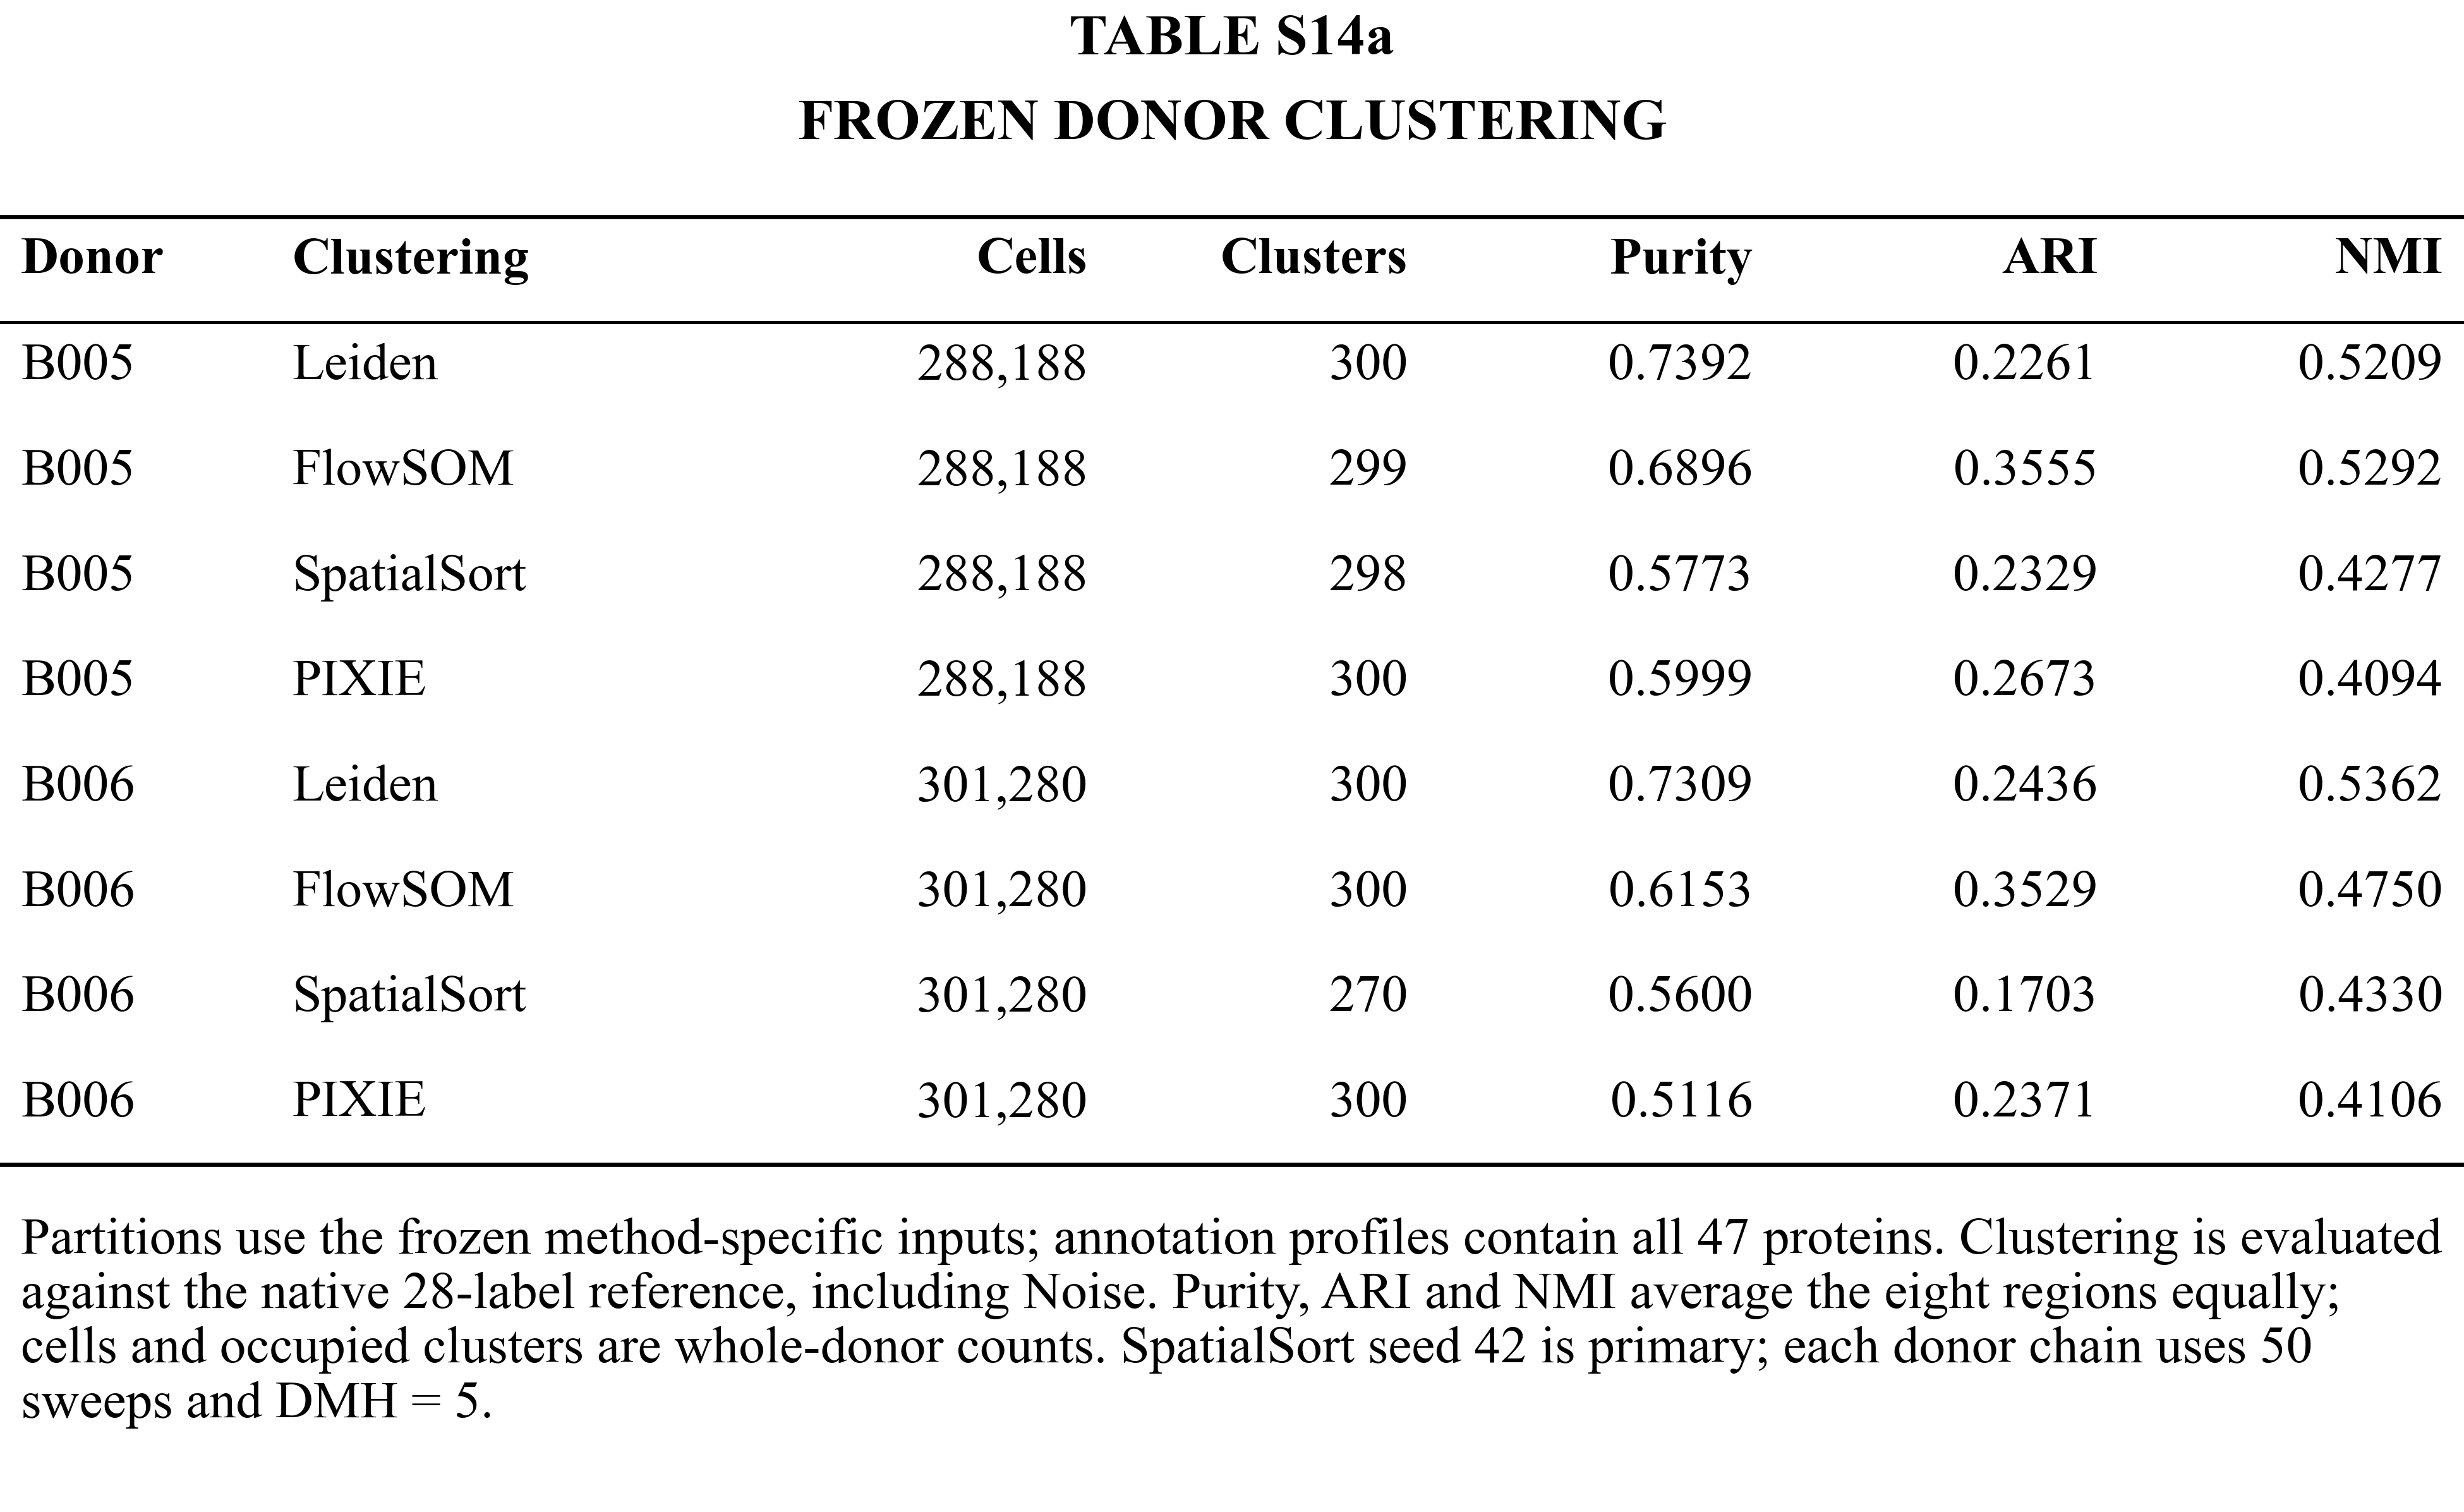 TABLE S14a
FROZEN DONOR CLUSTERING
Donor Clustering Cells Clusters Purity ARI NMI
B005 Leiden 288,188 300 0.7392 0.2261 0.5209
B005 FlowSOM 288,188 299 0.6896 0.3555 0.5292
B005 SpatialSort 288,188 298 0.5773 0.2329 0.4277
B005 PIXIE 288,188 300 0.5999 0.2673 0.4094
B006 Leiden 301,280 300 0.7309 0.2436 0.5362
B006 FlowSOM 301,280 300 0.6153 0.3529 0.4750
B006 SpatialSort 301,280 270 0.5600 0.1703 0.4330
B006 PIXIE 301,280 300 0.5116 0.2371 0.4106
Partitions use the frozen method-specific inputs; annotation profiles contain all 47 proteins. Clustering is evaluated
against the native 28-label reference, including Noise. Purity, ARI and NMI average the eight regions equally;
cells and occupied clusters are whole-donor counts. SpatialSort seed 42 is primary; each donor chain uses 50
sweeps and DMH = 5.